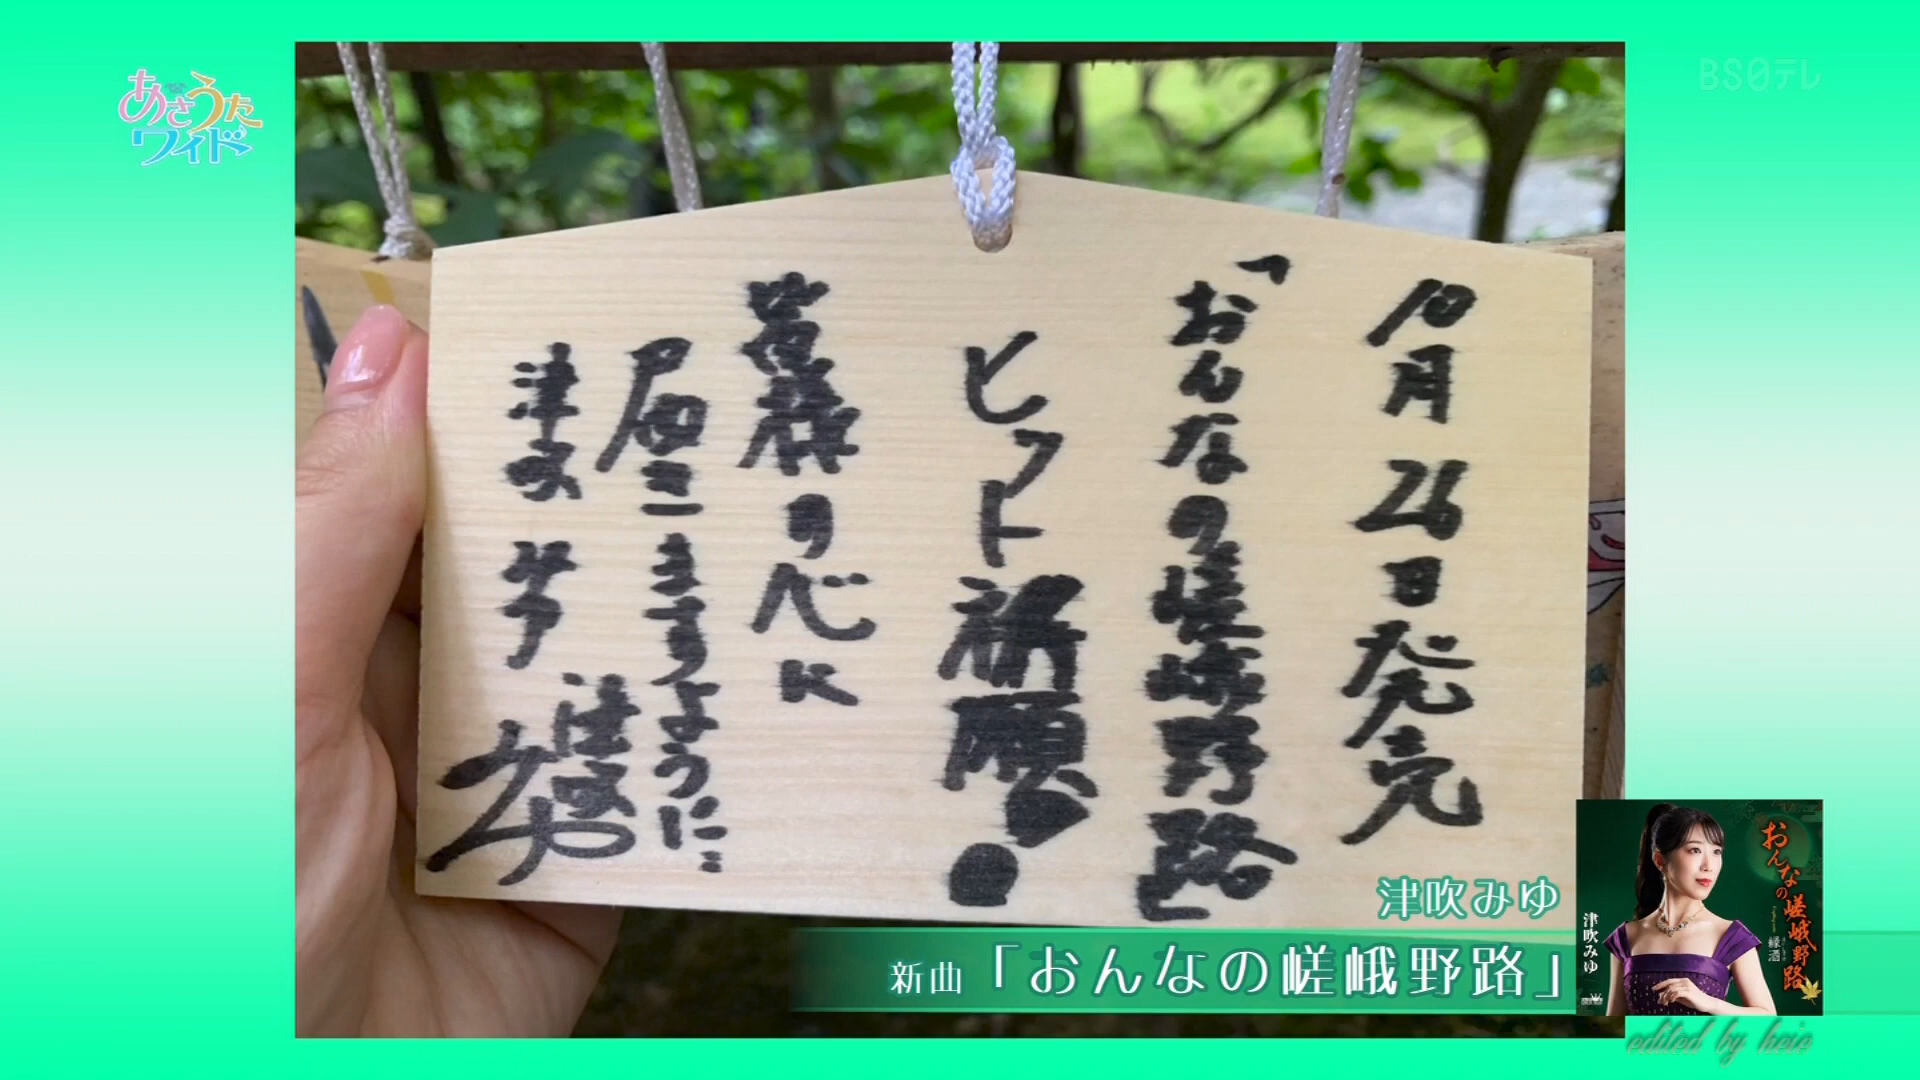 あさうた
ワイド
BS日テレ
10月26日発売
「おんなの嵯峨野路」
ヒット祈願!
皆様の心に
届きますように…
津吹みゆ
津吹みゆ
新曲「おんなの嵯峨野路」
おんなの嵯峨野路
縁酒
津吹みゆ
edited by heie